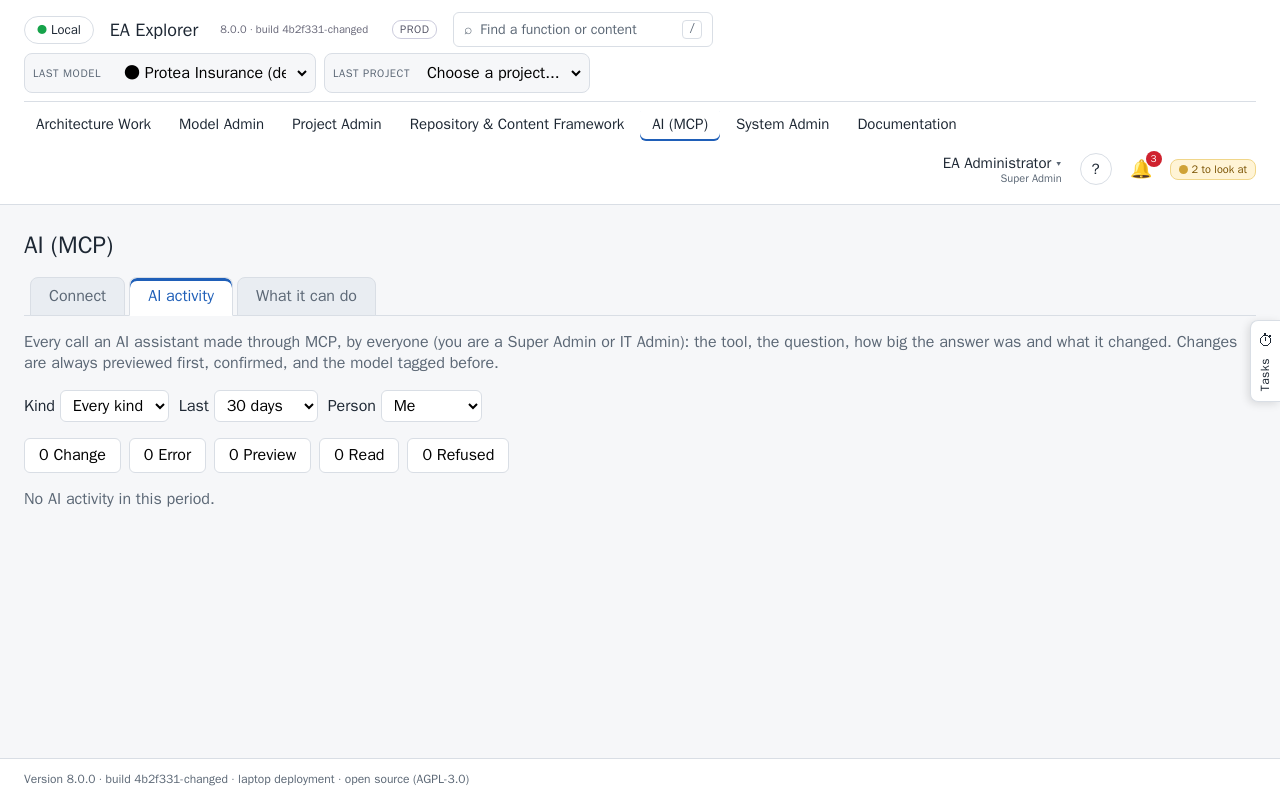 Local
EA Explorer
8.0.0 · build 4b2f331-changed
PROD
Find a function or content
/
LAST MODEL
Protea Insurance (de
LAST PROJECT
Choose a project...
Architecture Work
Model Admin
Project Admin
Repository & Content Framework
AI (MCP)
System Admin
Documentation
EA Administrator
Super Admin
?
3
2 to look at
AI (MCP)
Connect
AI activity
What it can do
Every call an AI assistant made through MCP, by everyone (you are a Super Admin or IT Admin): the tool, the question, how big the answer was and what it changed. Changes
are always previewed first, confirmed, and the model tagged before.
Tasks
Kind
Every kind
Last
30 days
Person
Me
0 Change
0 Error
0 Preview
0 Read
0 Refused
No AI activity in this period.
Version 8.0.0 · build 4b2f331-changed · laptop deployment · open source (AGPL-3.0)